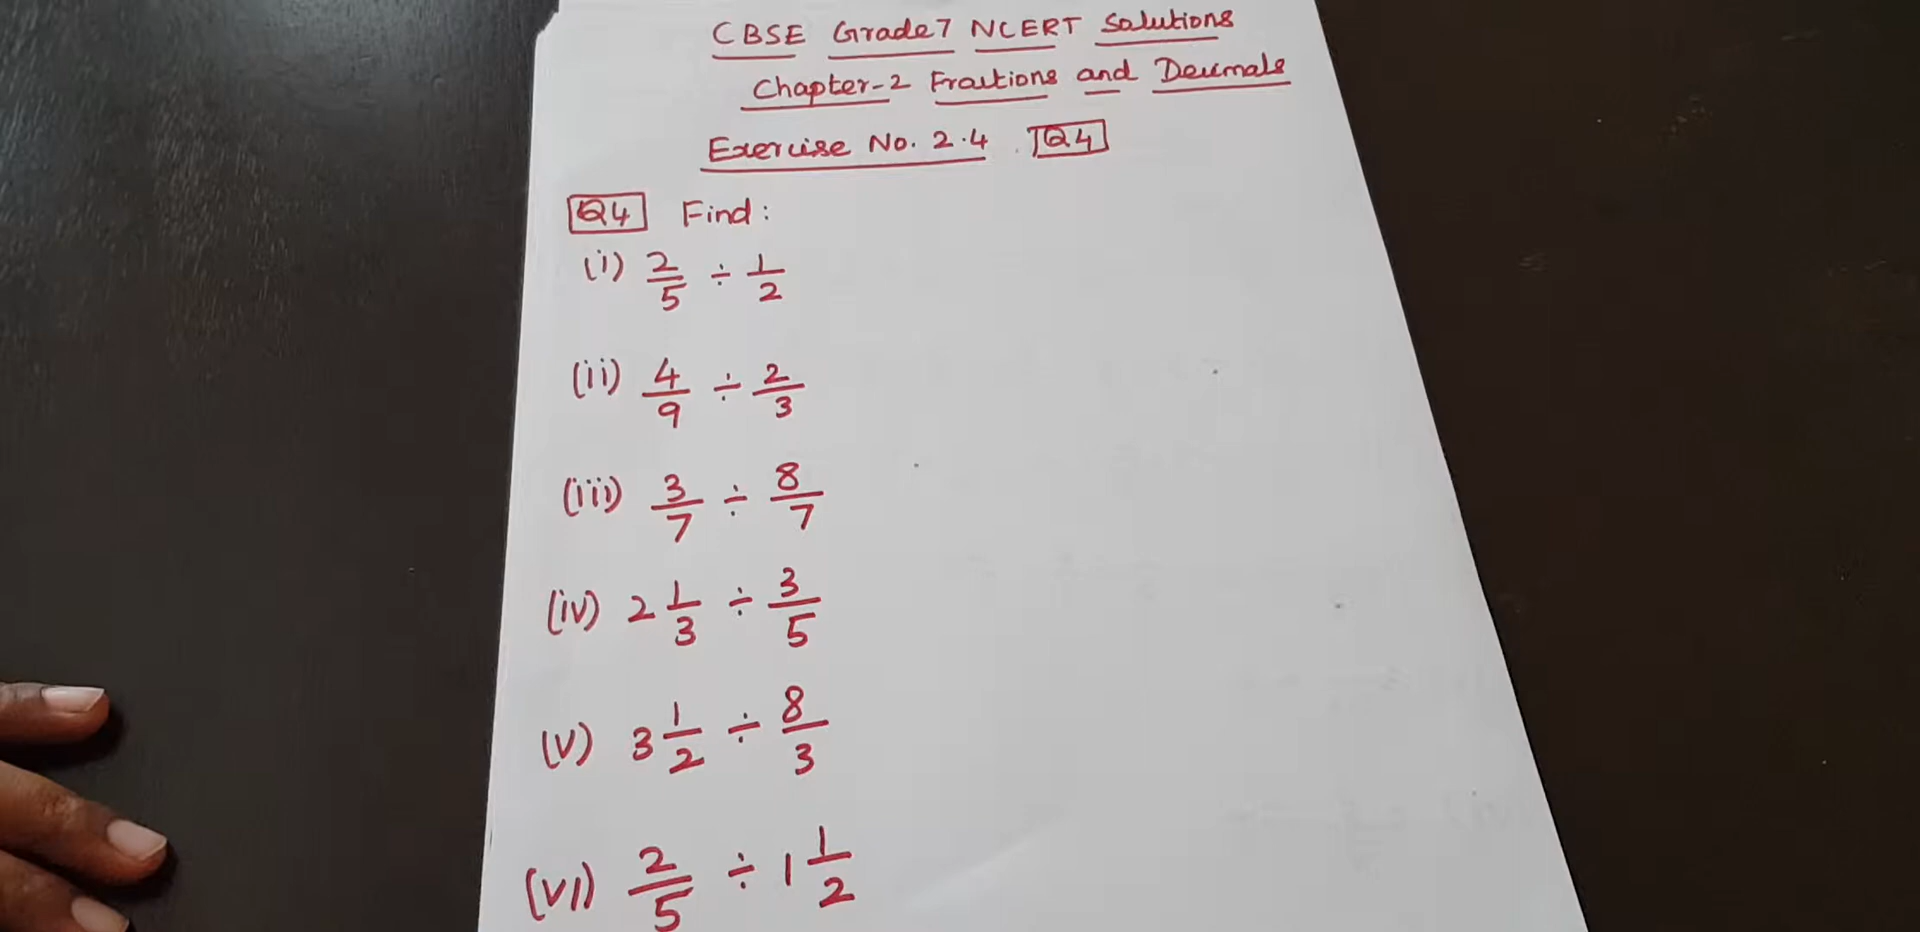 CBSE Grade 7 NCERT Solutions
Chapter-2 Fractions and Decimals
Exercise No. 2.4 Q4
Q4 Find:
(i) 2/5 ÷ 1/2
(ii) 4/9 ÷ 2/3
(iii) 3/7 ÷ 8/7
(iv) 2 1/3 ÷ 3/5
(v) 3 1/2 ÷ 8/3
(vi) 2/5 ÷ 1 1/2